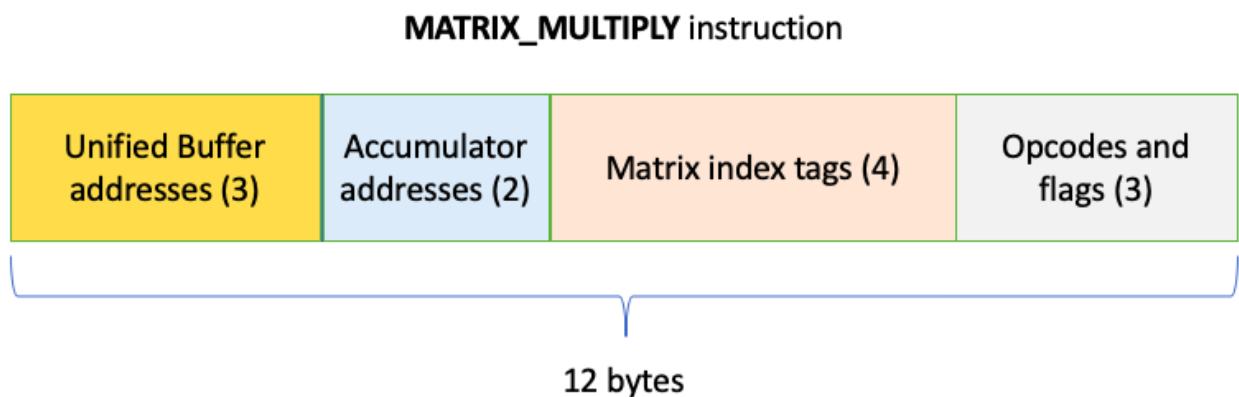 MATRIX_MULTIPLY instruction
Unified Buffer
addresses (3)
Accumulator
addresses (2)
Matrix index tags (4)
Opcodes and
flags (3)
12 bytes